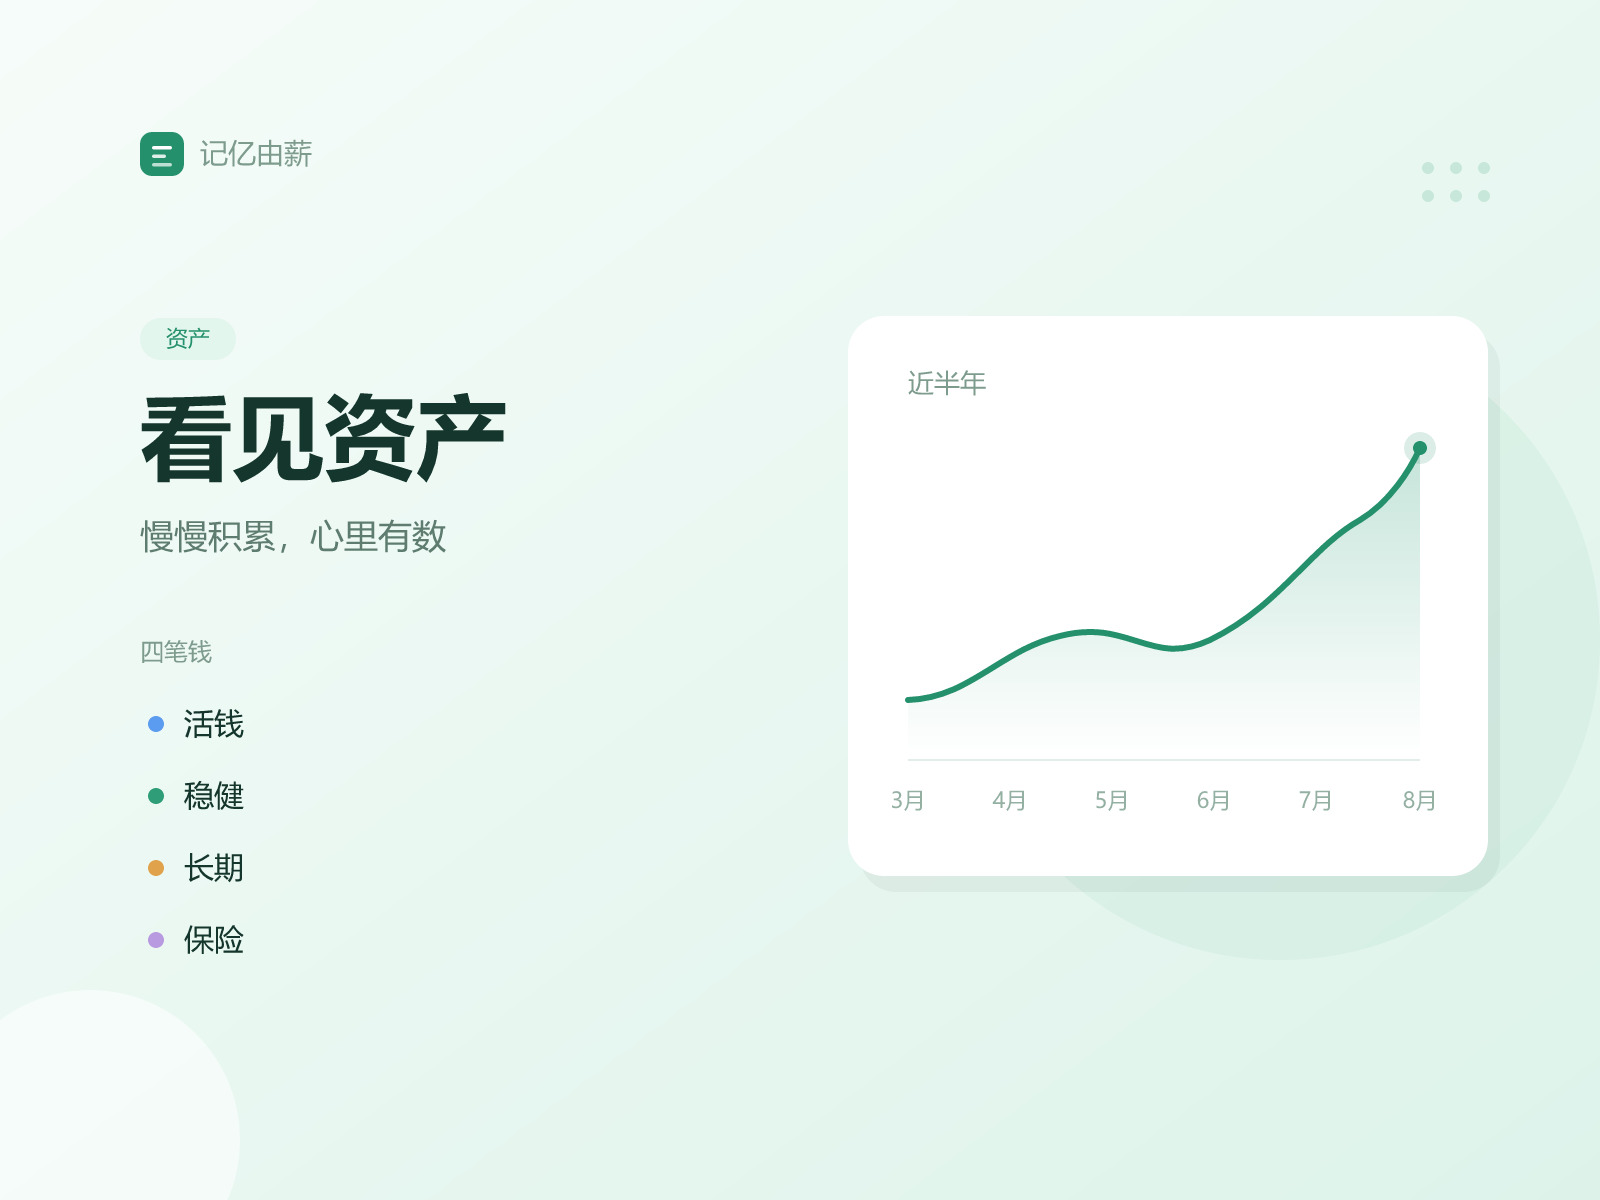 记忆由薪
资产
看见资产
慢慢积累，心里有数
四笔钱
活钱
稳健
长期
保险
近半年
3月 4月 5月 6月 7月 8月